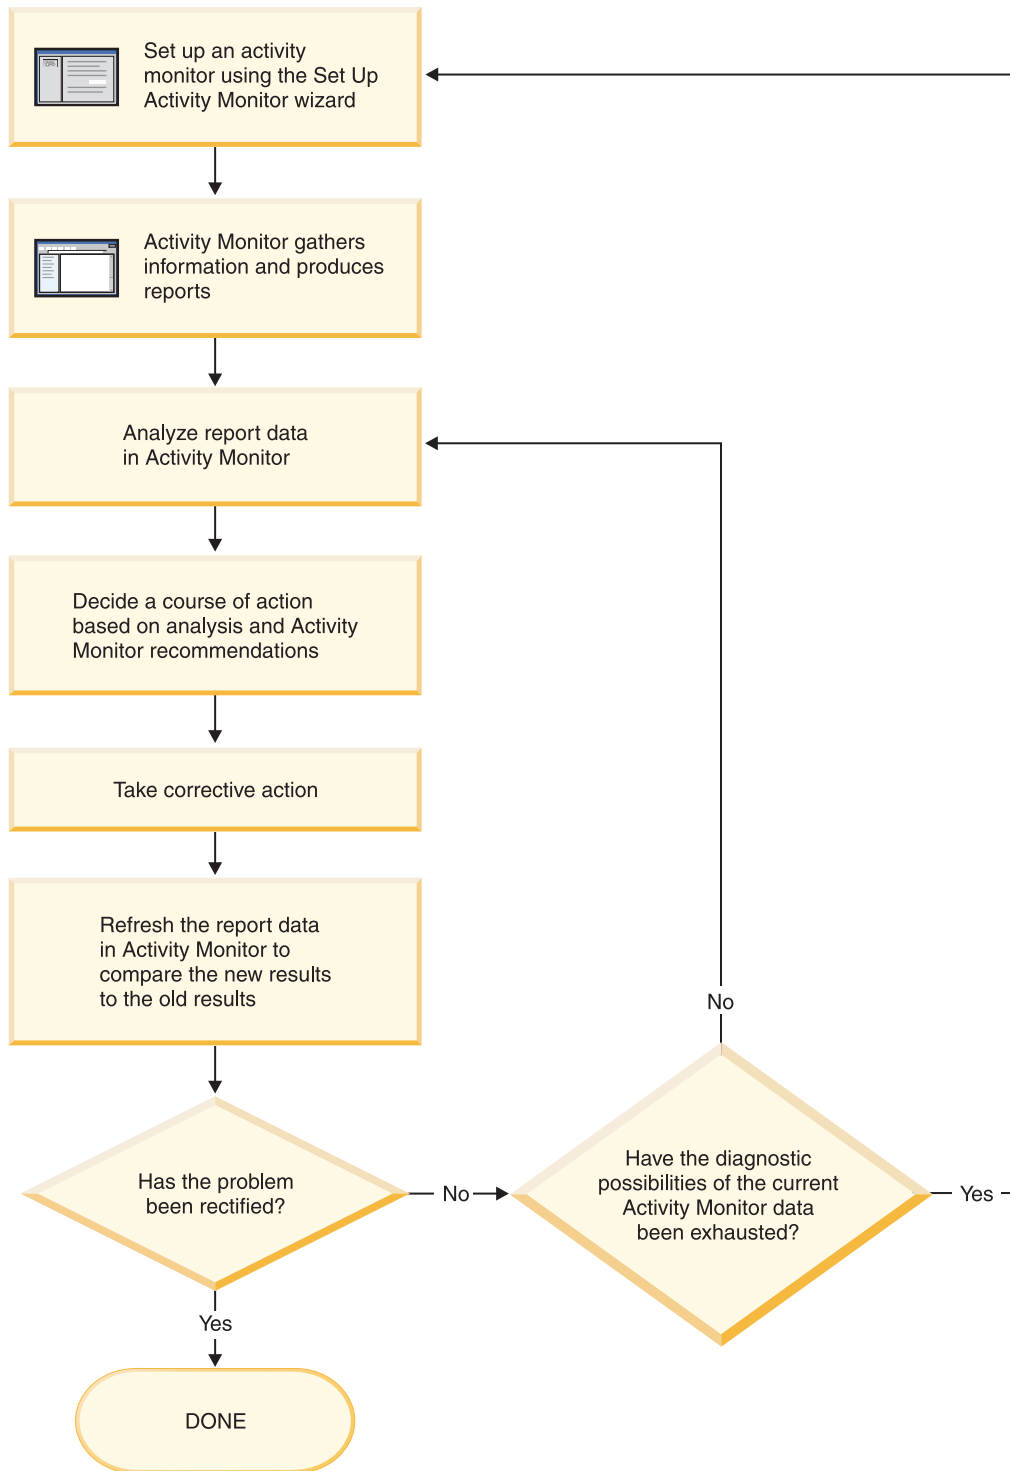 Set up an activity
monitor using the Set Up
Activity Monitor wizard
Activity Monitor gathers
information and produces
reports
Analyze report data
in Activity Monitor
Decide a course of action
based on analysis and Activity
Monitor recommendations
Take corrective action
Refresh the report data
in Activity Monitor to
compare the new results
to the old results
Has the problem
been rectified?
No
Have the diagnostic
possibilities of the current
Activity Monitor data
been exhausted?
No
Yes
Yes
DONE